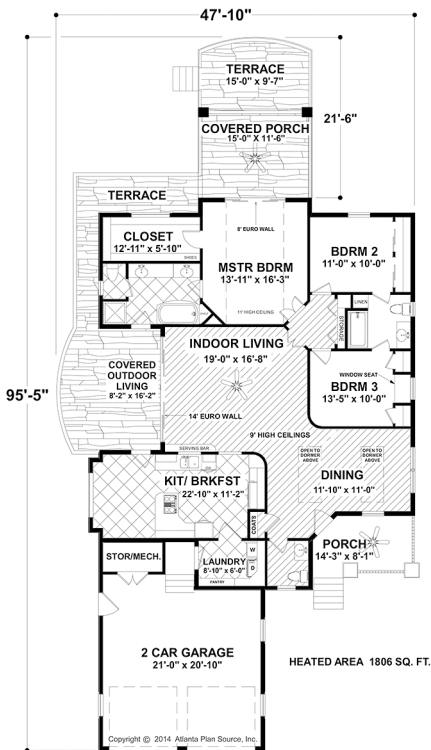 47'-10"
TERRACE
15'-0" x 9'-7"
21'-6"
COVERED PORCH
15'-0" X 11'-6"
TERRACE
8' EURO WALL
CLOSET
12'-11" x 5'-10"
SHOES
BDRM 2
11'-0" x 10'-0"
MSTR BDRM
13'-11" x 16'-3"
11' HIGH CEILING
LINEN
STORAGE
INDOOR LIVING
19'-0" x 16'-8"
COVERED
OUTDOOR
LIVING
8'-2" x 16'-2"
WINDOW SEAT
BDRM 3
13'-5" x 10'-0"
95'-5"
14' EURO WALL
9' HIGH CEILINGS
SERVING BAR
OPEN TO
DORMER
ABOVE
OPEN TO
DORMER
ABOVE
KIT/ BRKFST
22'-10" x 11'-2"
DINING
11'-10" x 11'-0"
COATS
STOR/MECH.
W
D
LAUNDRY
8'-10" x 6'-0"
PANTRY
PORCH
14'-3" x 8'-1"
2 CAR GARAGE
21'-0" x 20'-10"
HEATED AREA 1806 SQ. FT.
Copyright © 2014 Atlanta Plan Source, Inc.